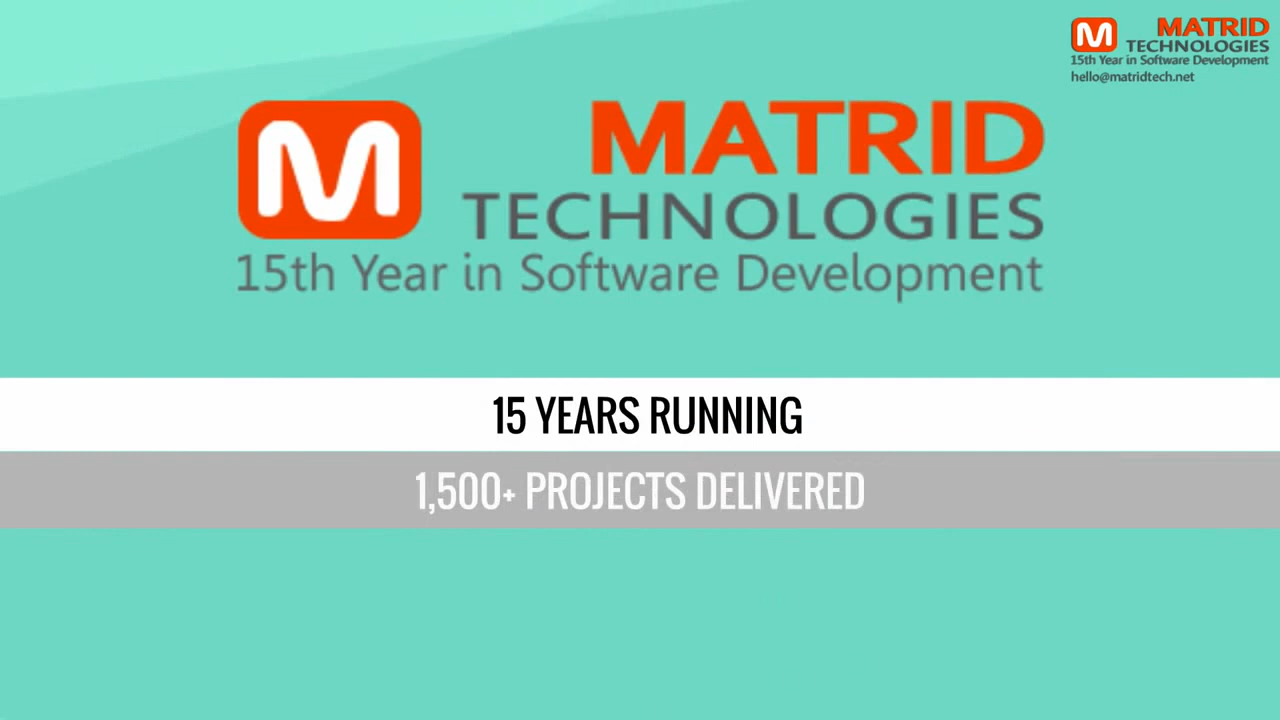 M MATRID
TECHNOLOGIES
15th Year in Software Development
hello@matridtech.net
M MATRID
TECHNOLOGIES
15th Year in Software Development
15 YEARS RUNNING
1,500+ PROJECTS DELIVERED